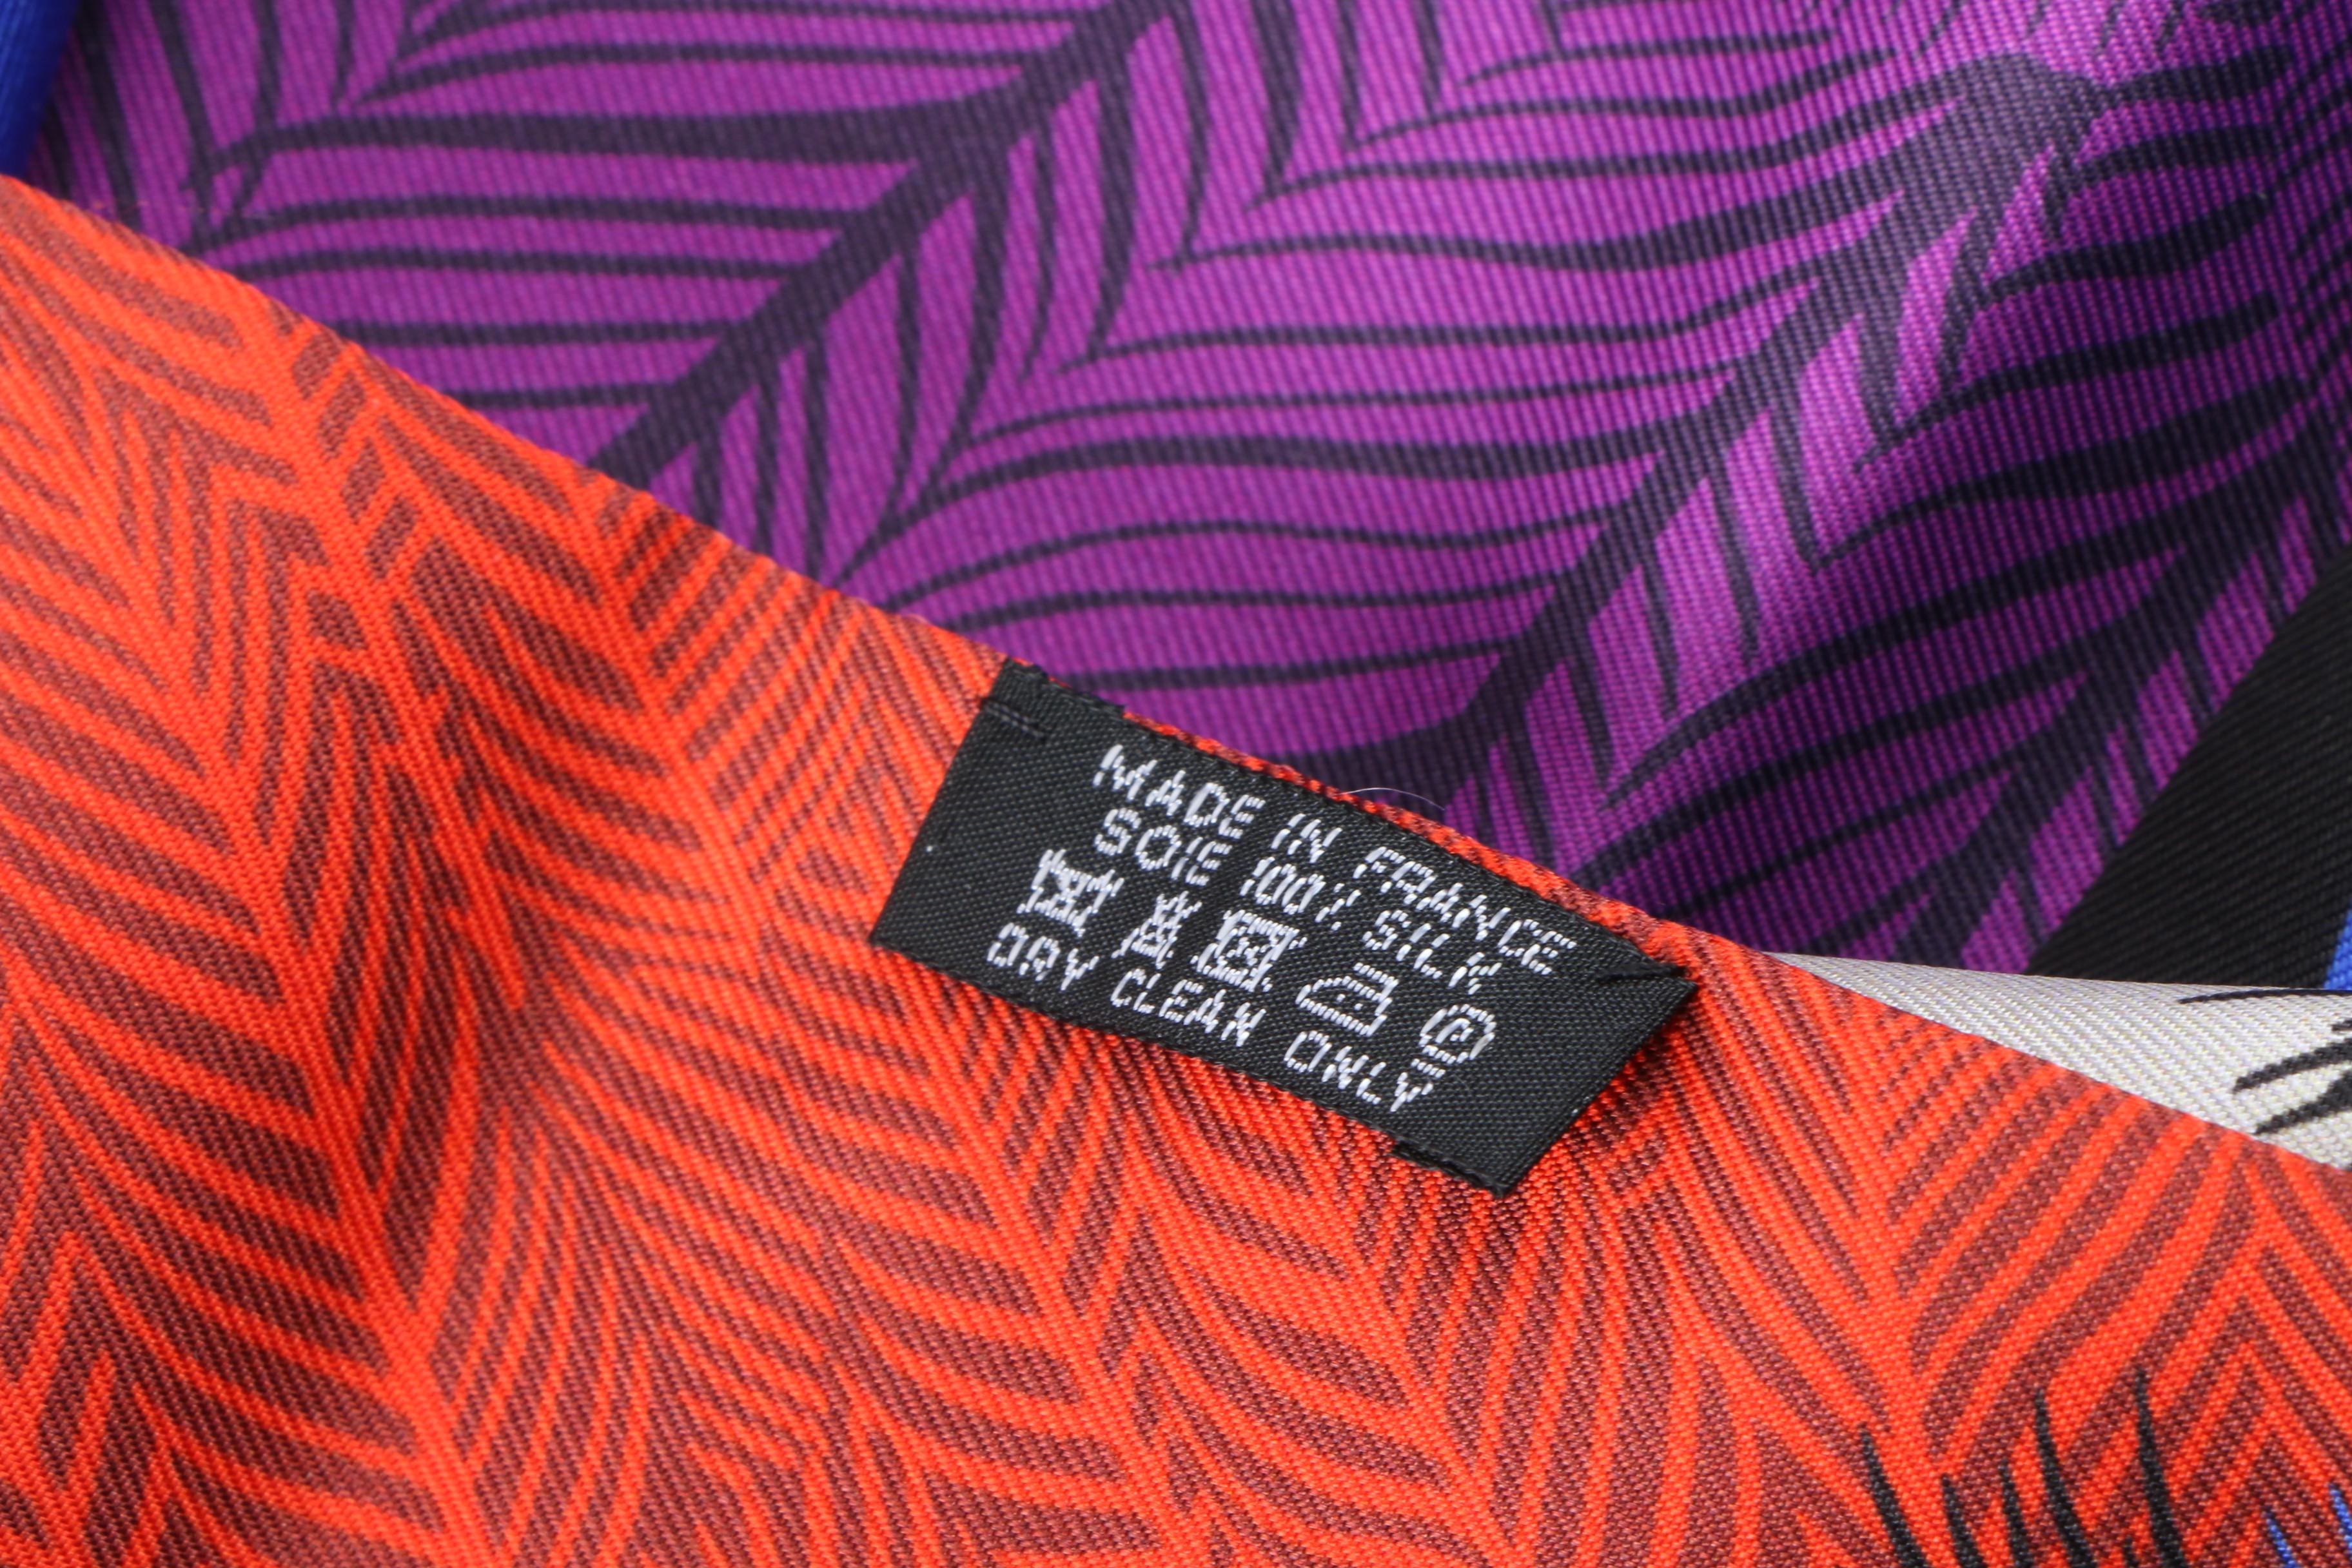 MADE IN FRANCE
SOIE 100% SILK
P
DRY CLEAN ONLY